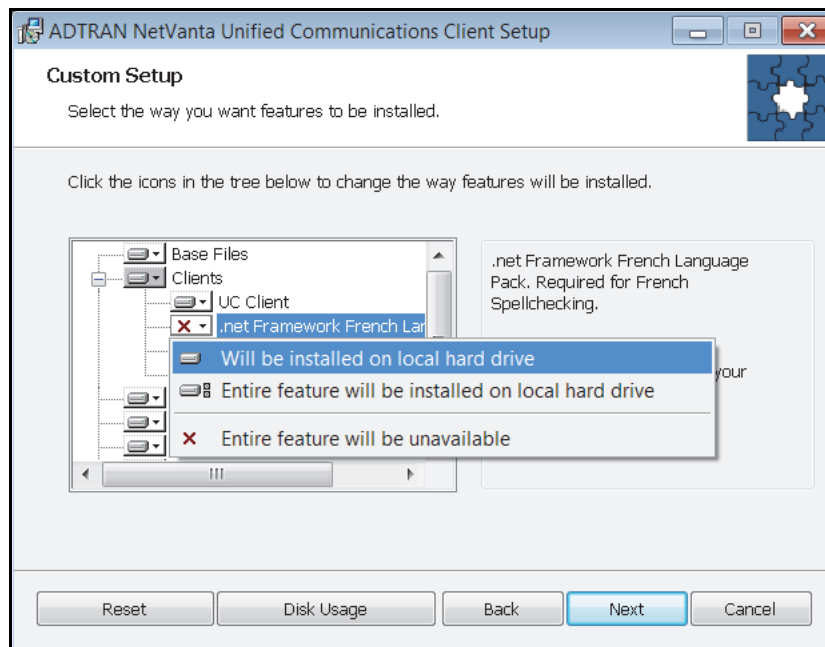 ADTRAN NetVanta Unified Communications Client Setup
Custom Setup
Select the way you want features to be installed.
Click the icons in the tree below to change the way features will be installed.
Base Files
Clients
UC Client
.net Framework French Lan
.net Framework French Language
Pack. Required for French
Spellchecking.
Will be installed on local hard drive
your
Entire feature will be installed on local hard drive
Entire feature will be unavailable
Reset
Disk Usage
Back
Next
Cancel